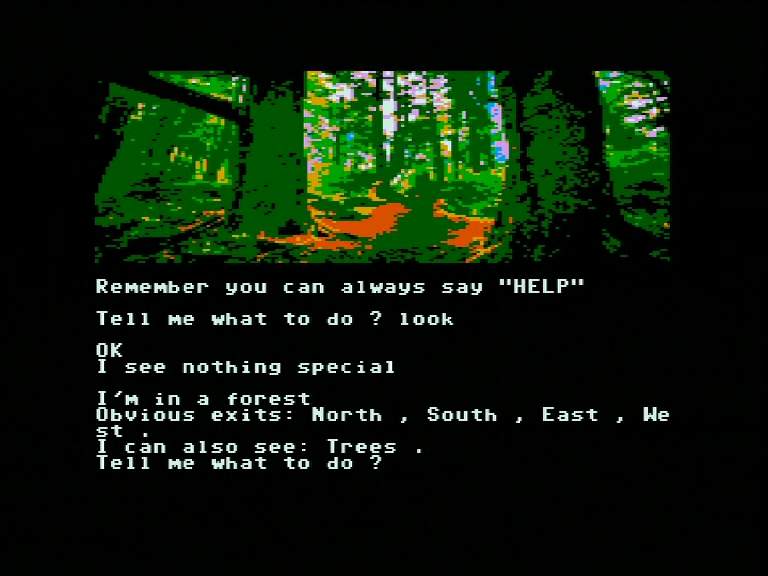 Remember you can always say "HELP"
Tell me what to do ? look
OK
I see nothing special
I'm in a forest
Obvious exits: North , South , East , We
st .
I can also see: Trees .
Tell me what to do ?